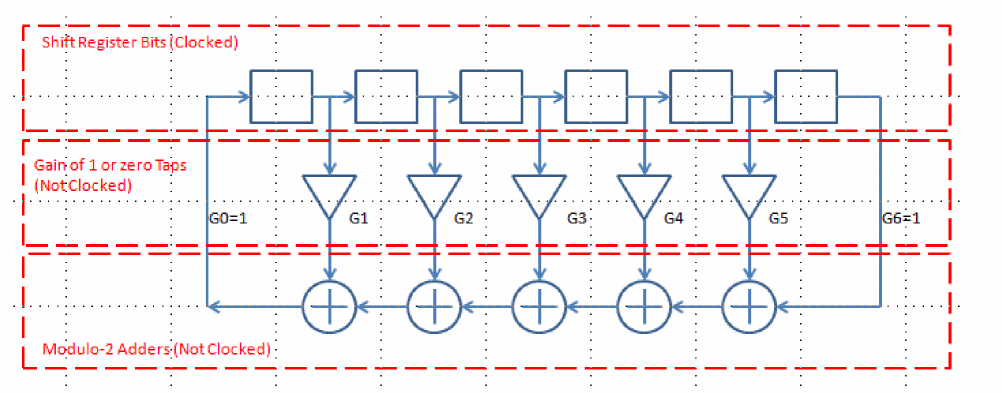 Shift Register Bits (Clocked)
Gain of 1 or zero Taps
(Not Clocked)
G0=1
G1
G2
G3
G4
G5
G6=1
Modulo-2 Adders (Not Clocked)